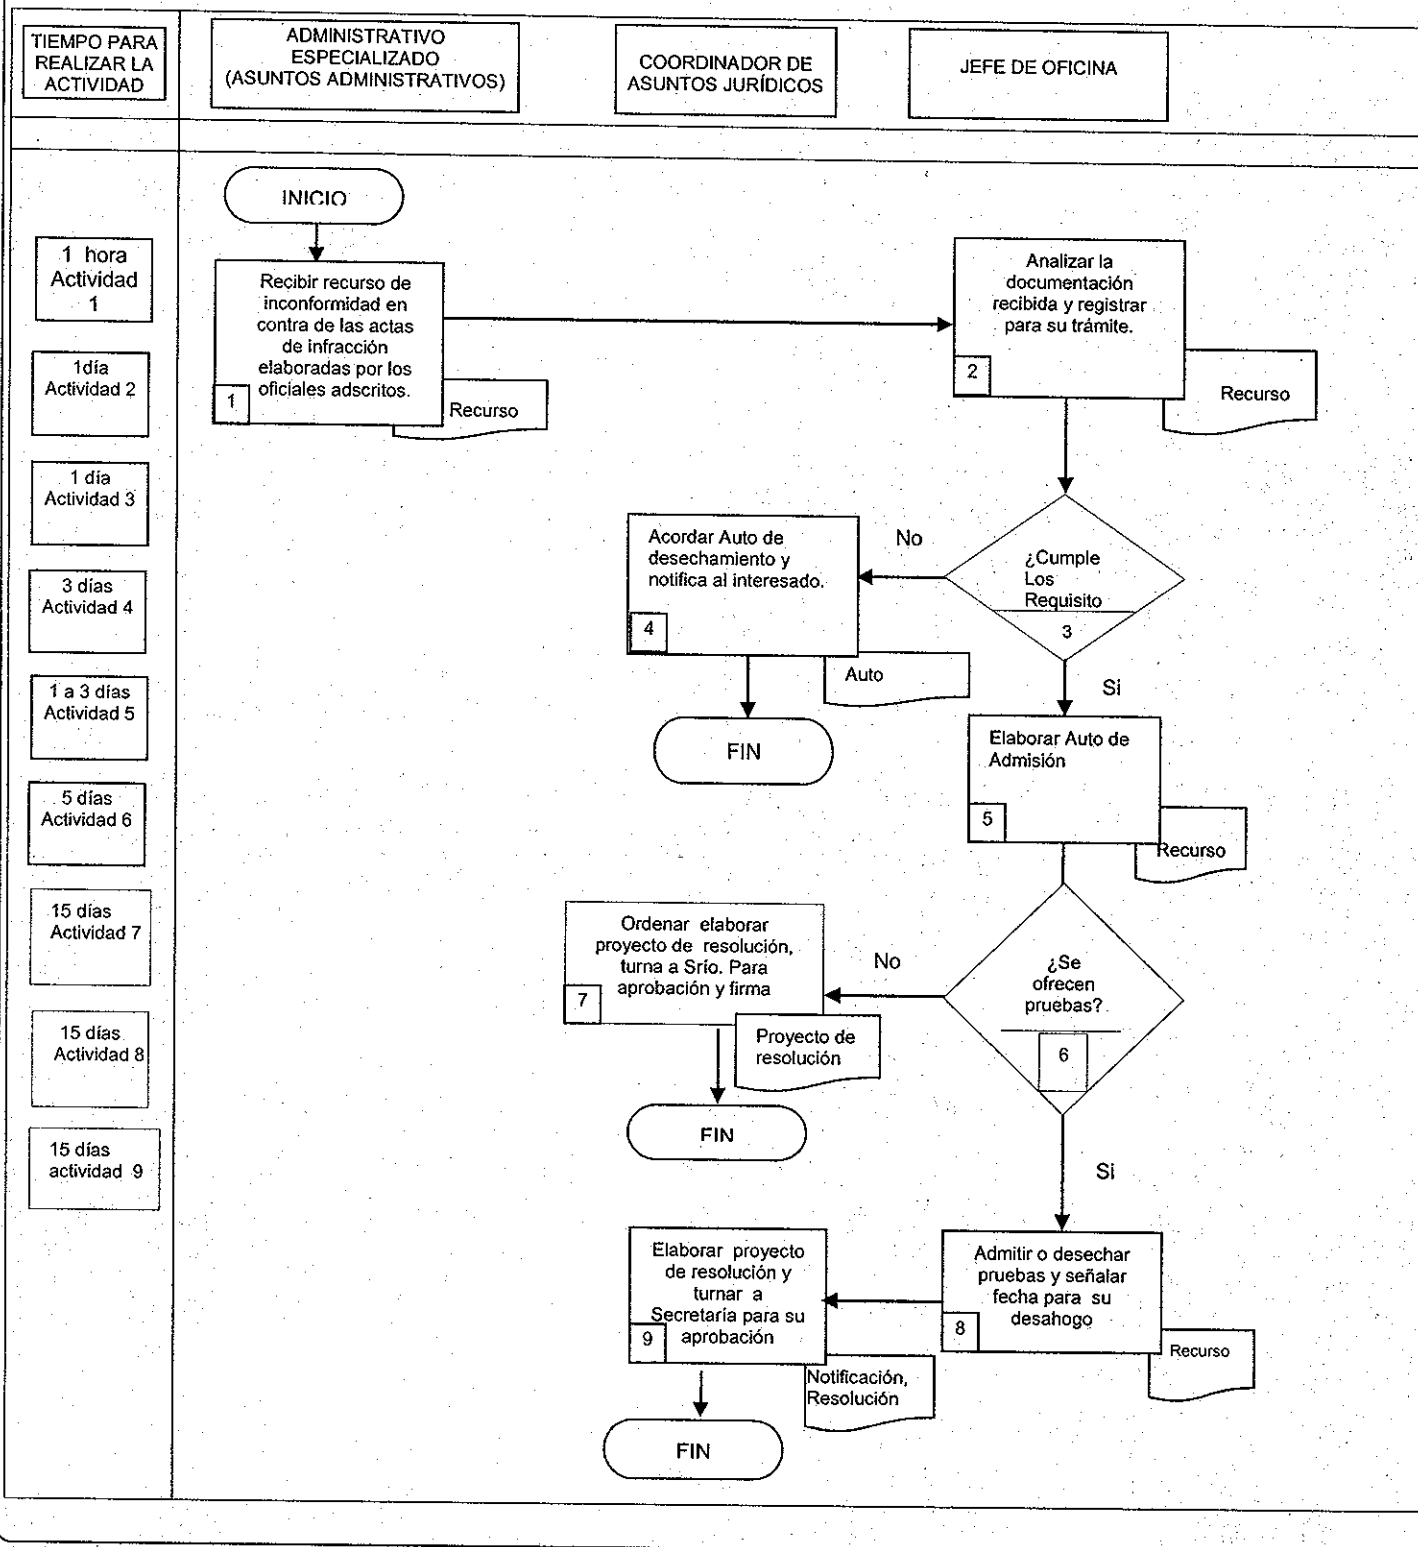 TIEMPO PARA
REALIZAR LA
ACTIVIDAD
ADMINISTRATIVO
ESPECIALIZADO
(ASUNTOS ADMINISTRATIVOS)
COORDINADOR DE
ASUNTOS JURÍDICOS
JEFE DE OFICINA
1 hora
Actividad
1
1día
Actividad 2
1 día
Actividad 3
3 días
Actividad 4
1 a 3 días
Actividad 5
5 días
Actividad 6
15 días
Actividad 7
15 días
Actividad 8
15 días
actividad 9
INICIO
Recibir recurso de
inconformidad en
contra de las actas
de infracción
elaboradas por los
oficiales adscritos.
1
Recurso
Analizar la
documentación
recibida y registrar
para su trámite.
2
Recurso
¿Cumple
Los
Requisito
3
No
Acordar Auto de
desechamiento y
notifica al interesado.
4
Auto
FIN
Si
Elaborar Auto de
Admisión
5
Recurso
¿Se
ofrecen
pruebas?
6
No
Ordenar elaborar
proyecto de resolución,
turna a Srío. Para
aprobación y firma
7
Proyecto de
resolución
FIN
Si
Admitir o desechar
pruebas y señalar
fecha para su
desahogo
8
Recurso
Elaborar proyecto
de resolución y
turnar a
Secretaría para su
aprobación
9
Notificación,
Resolución
FIN